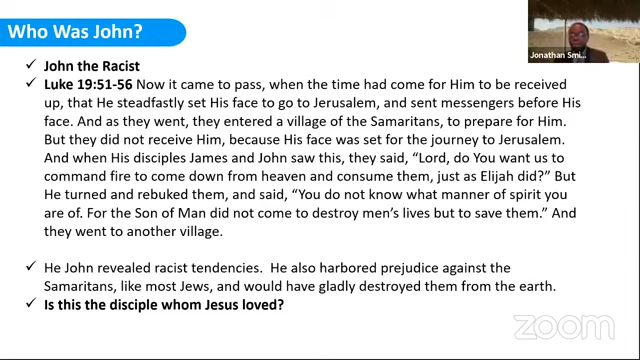 Who Was John?
Jonathan Smi...
John the Racist
Luke 19:51-56 Now it came to pass, when the time had come for Him to be received
up, that He steadfastly set His face to go to Jerusalem, and sent messengers before His
face. And as they went, they entered a village of the Samaritans, to prepare for Him.
But they did not receive Him, because His face was set for the journey to Jerusalem.
And when His disciples James and John saw this, they said, “Lord, do You want us to
command fire to come down from heaven and consume them, just as Elijah did?” But
He turned and rebuked them, and said, “You do not know what manner of spirit you
are of. For the Son of Man did not come to destroy men’s lives but to save them.” And
they went to another village.
He John revealed racist tendencies. He also harbored prejudice against the
Samaritans, like most Jews, and would have gladly destroyed them from the earth.
Is this the disciple whom Jesus loved?
zoom